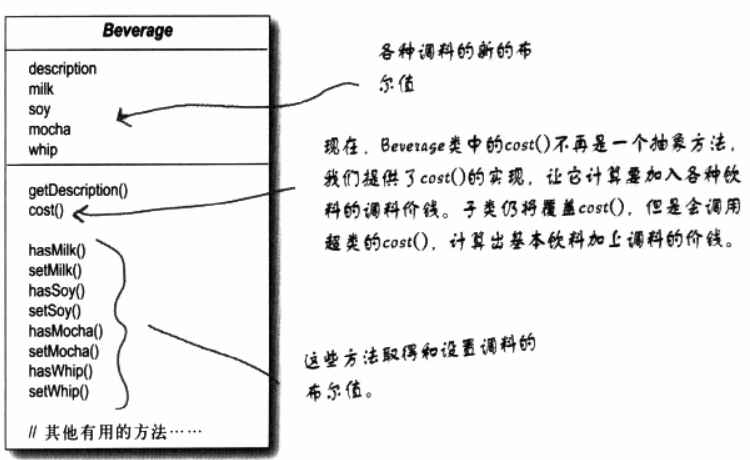 Beverage
description
milk
soy
mocha
whip
getDescription()
cost()
hasMilk()
setMilk()
hasSoy()
setSoy()
hasMocha()
setMocha()
hasWhip()
setWhip()
// 其他有用的方法……
各种调料的新的布
尔值
现在，Beverage类中的cost()不再是一个抽象方法，
我们提供了cost()的实现，让它计算要加入各种饮
料的调料价钱。子类仍将覆盖cost()，但是会调用
超类的cost()，计算出基本饮料加上调料的价钱。
这些方法取得和设置调料的
布尔值。